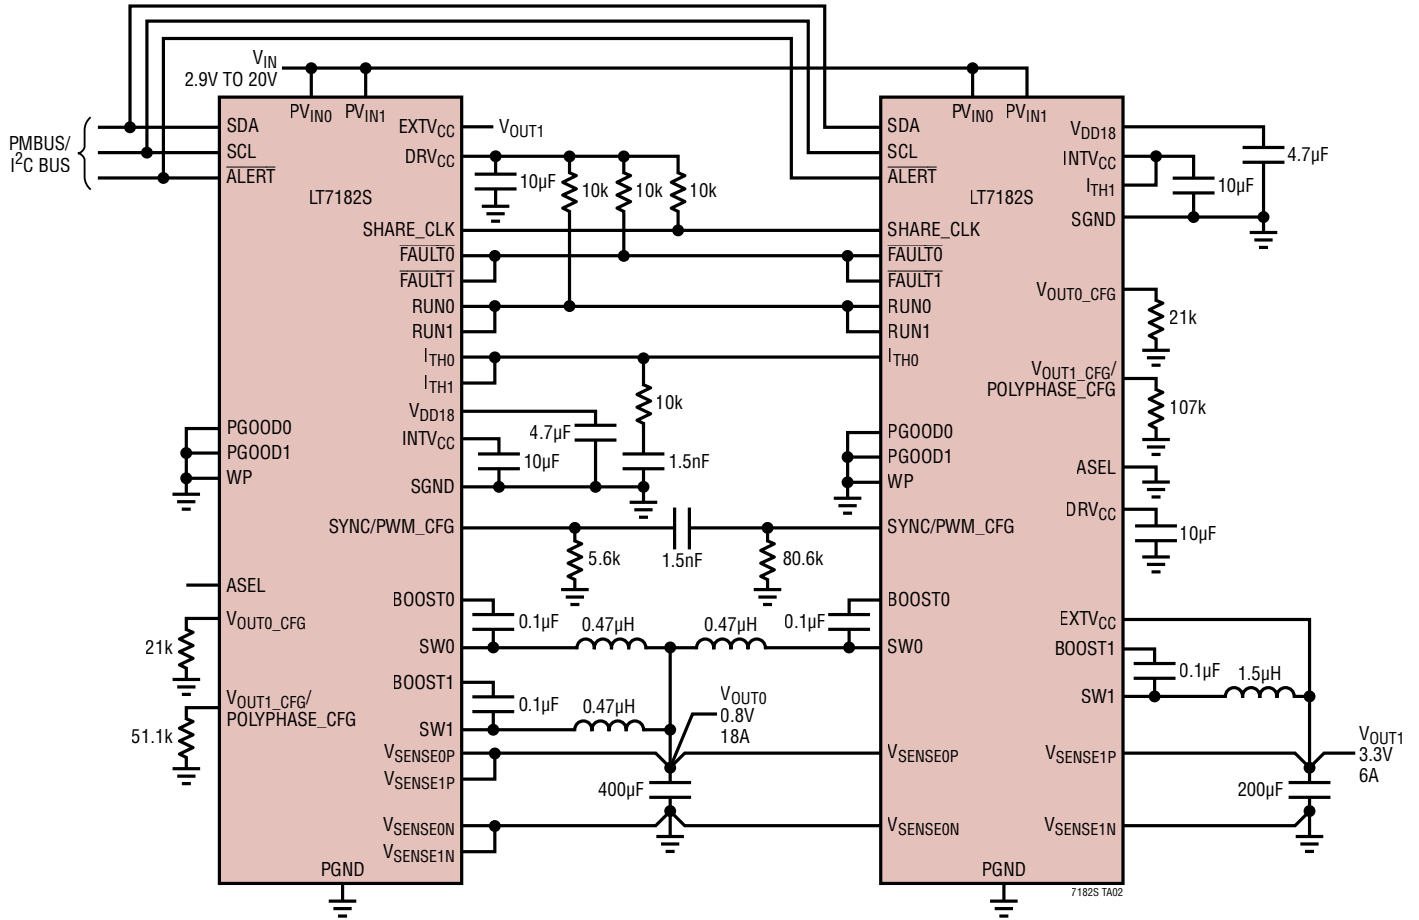 VIN
2.9V TO 20V
PMBUS/
I2C BUS
PVIN0 PVIN1
SDA
SCL
ALERT
LT7182S
EXTVCC
VOUT1
DRVCC
10µF
10k
10k
10k
SHARE_CLK
FAULT0
FAULT1
RUN0
RUN1
ITH0
ITH1
10k
VDD18
4.7µF
INTVCC
10µF
1.5nF
SGND
PGOOD0
PGOOD1
WP
SYNC/PWM_CFG
5.6k
1.5nF
80.6k
ASEL
VOUT0_CFG
21k
VOUT1_CFG/
POLYPHASE_CFG
51.1k
BOOST0
0.1µF
0.47µH
0.47µH
0.1µF
SW0
BOOST1
0.1µF
0.47µH
SW1
VOUT0
0.8V
18A
VSENSE0P
VSENSE1P
400µF
VSENSE0N
VSENSE1N
PGND
PVIN0 PVIN1
SDA
SCL
ALERT
LT7182S
VDD18
4.7µF
INTVCC
10µF
ITH1
SGND
SHARE_CLK
FAULT0
FAULT1
RUN0
RUN1
ITH0
VOUT0_CFG
21k
VOUT1_CFG/
POLYPHASE_CFG
107k
PGOOD0
PGOOD1
WP
ASEL
DRVCC
10µF
SYNC/PWM_CFG
BOOST0
SW0
EXTVCC
BOOST1
0.1µF
1.5µH
SW1
VSENSE0P
VSENSE1P
VOUT1
3.3V
6A
200µF
VSENSE0N
VSENSE1N
PGND
7182S TA02